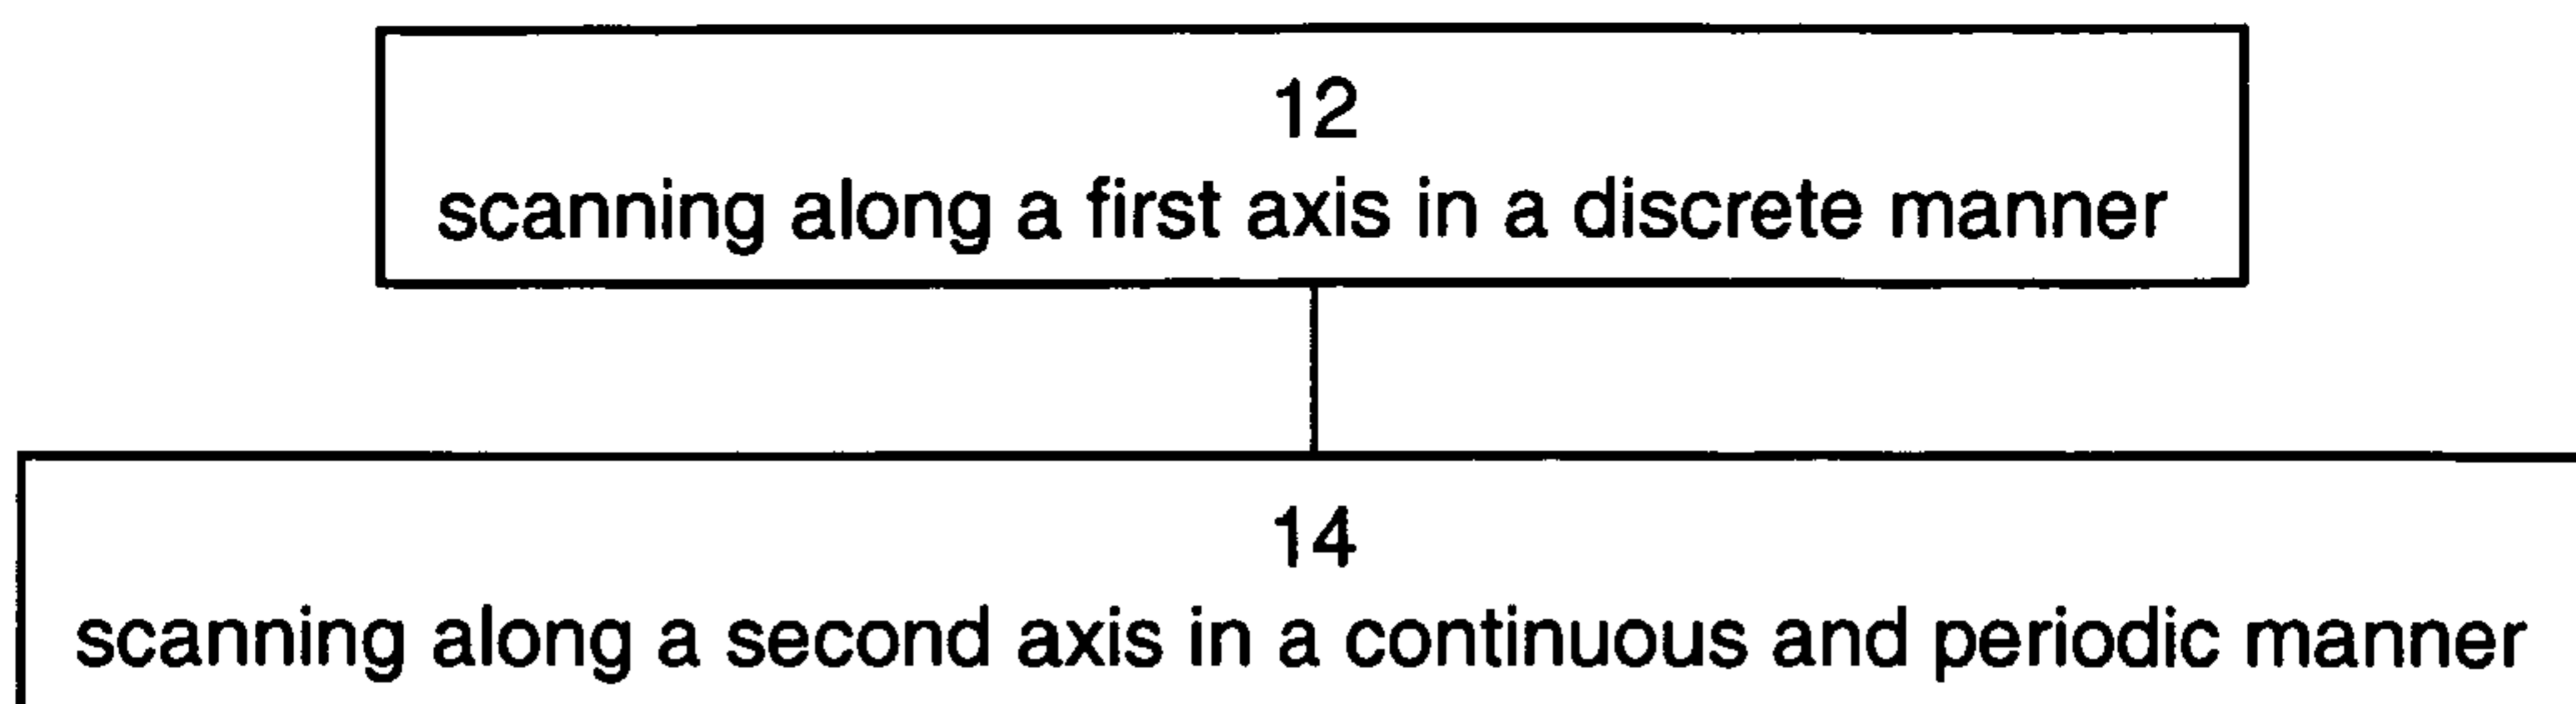 12
scanning along a first axis in a discrete manner
14
scanning along a second axis in a continuous and periodic manner